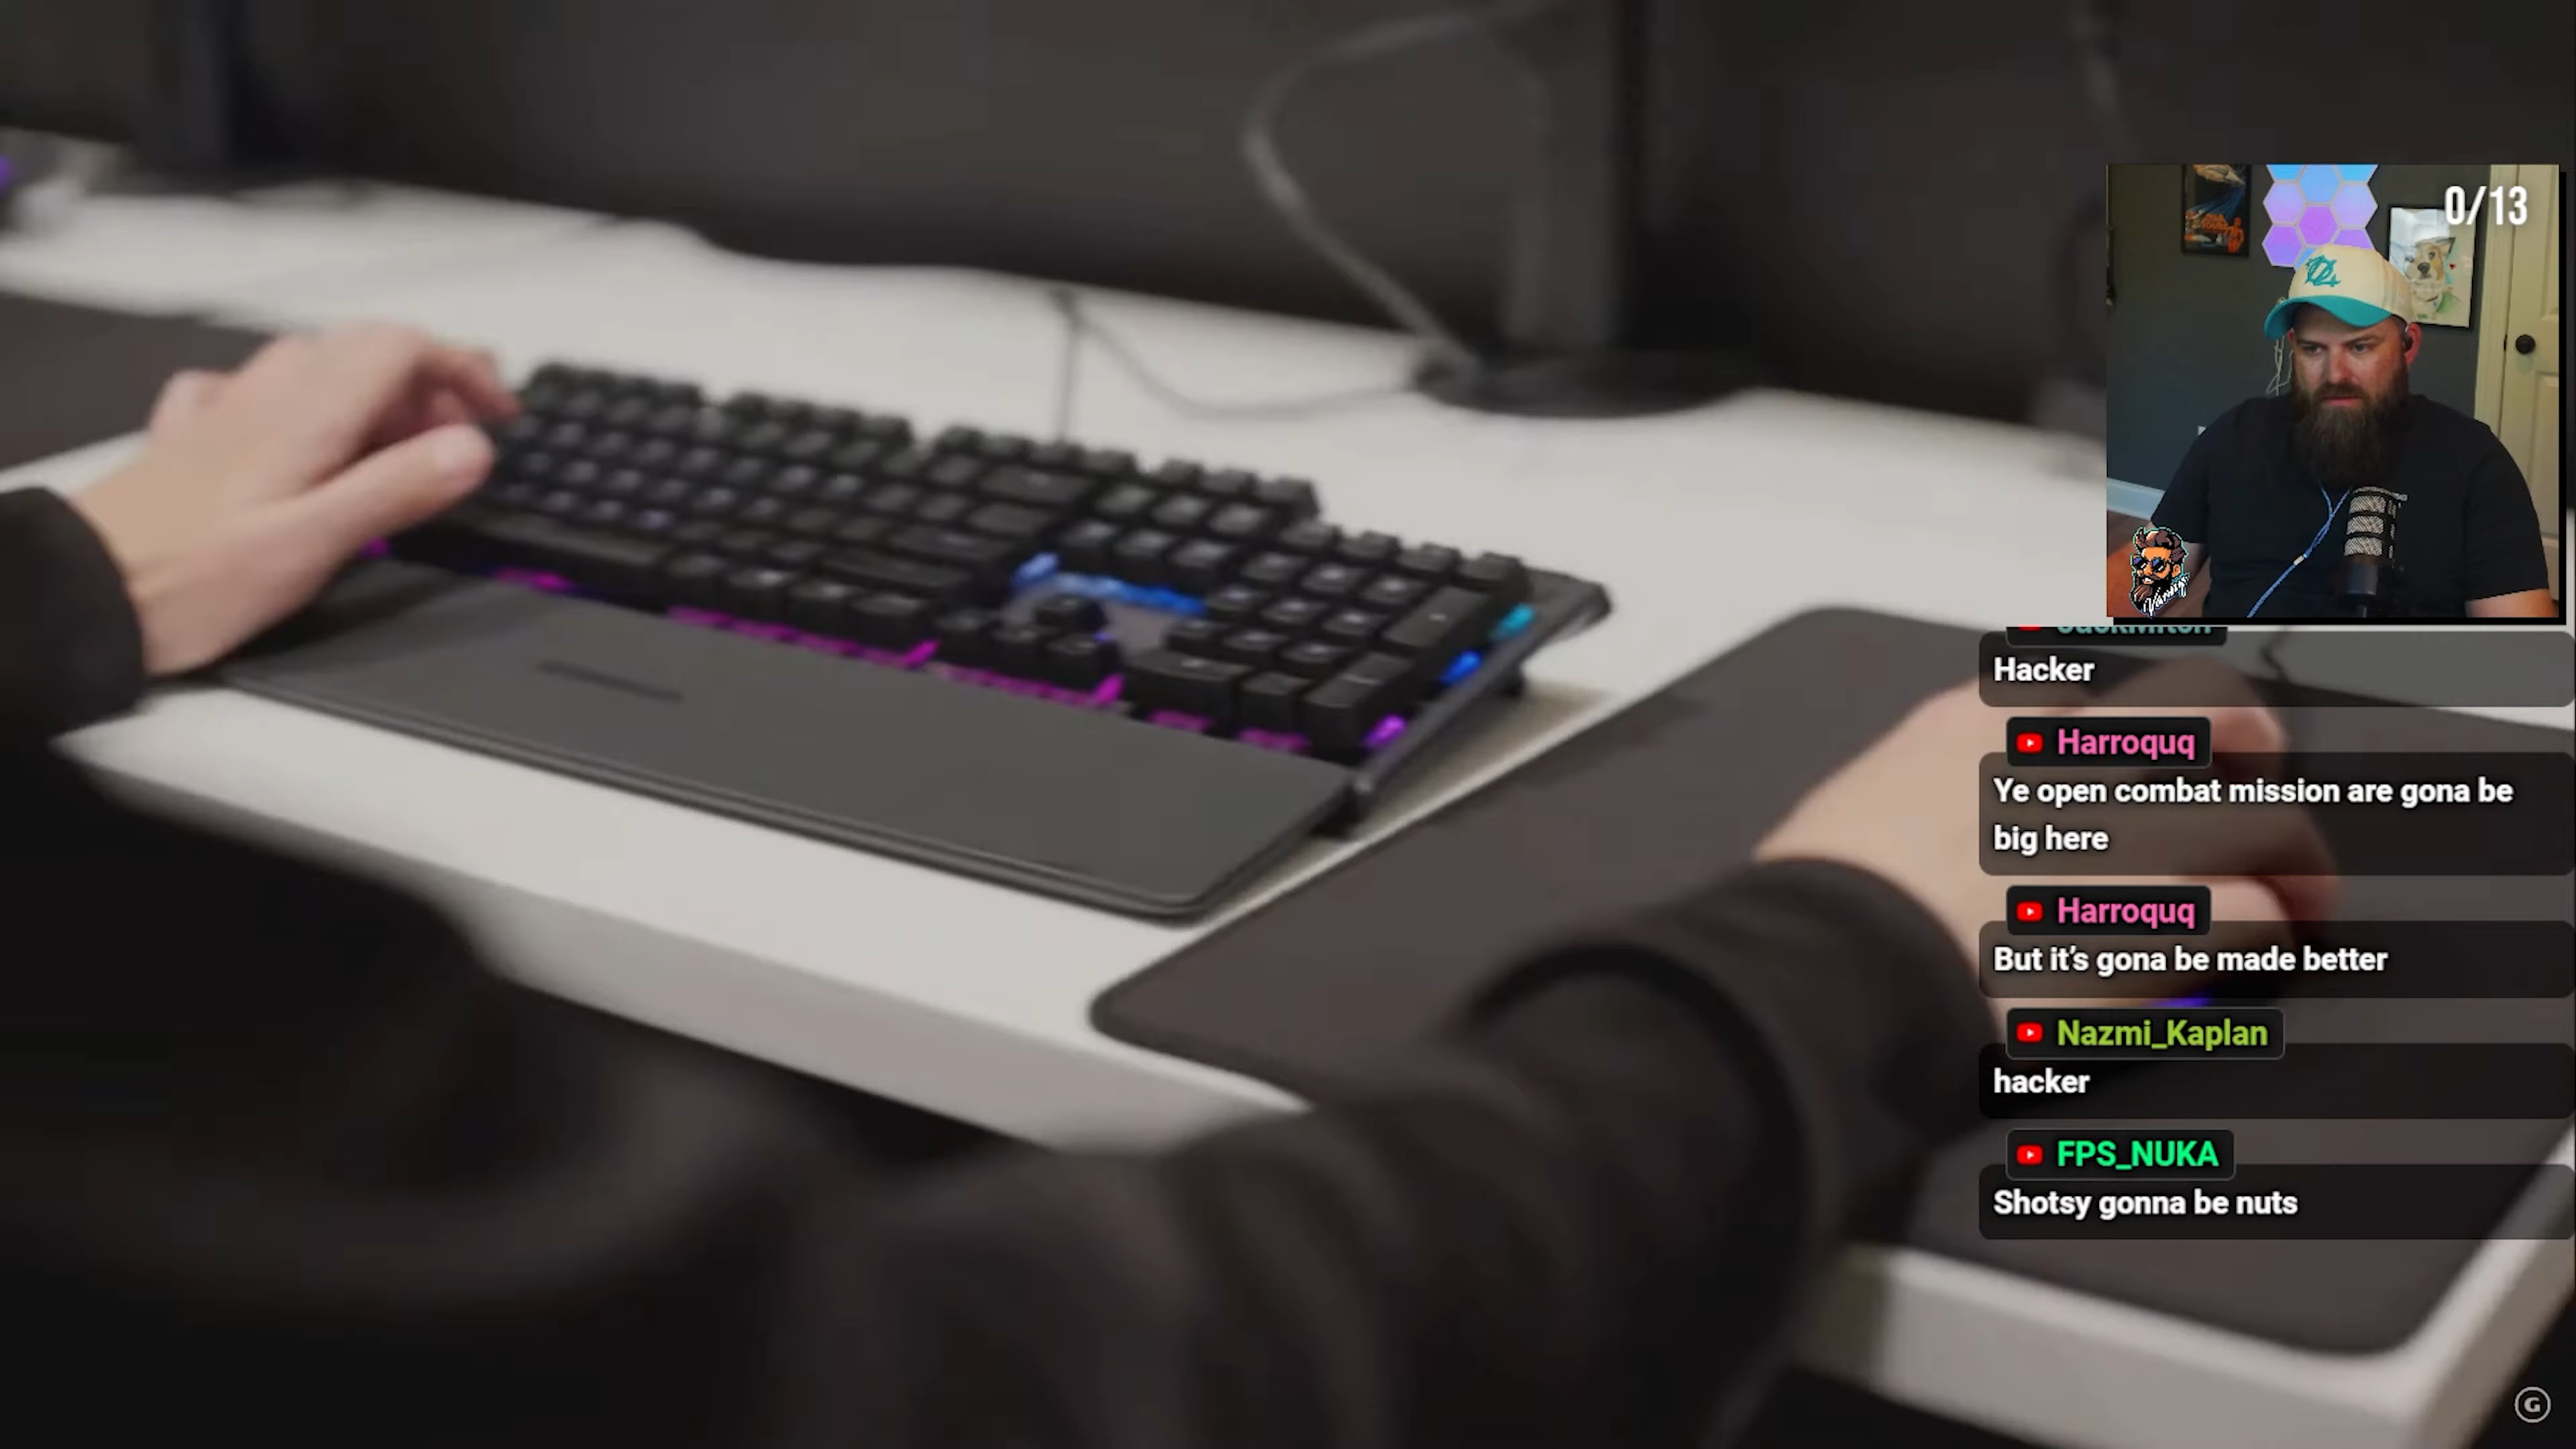 0/13
Hacker
Harroquq
Ye open combat mission are gona be
big here
Harroquq
But it's gona be made better
Nazmi_Kaplan
hacker
FPS_NUKA
Shotsy gonna be nuts
G